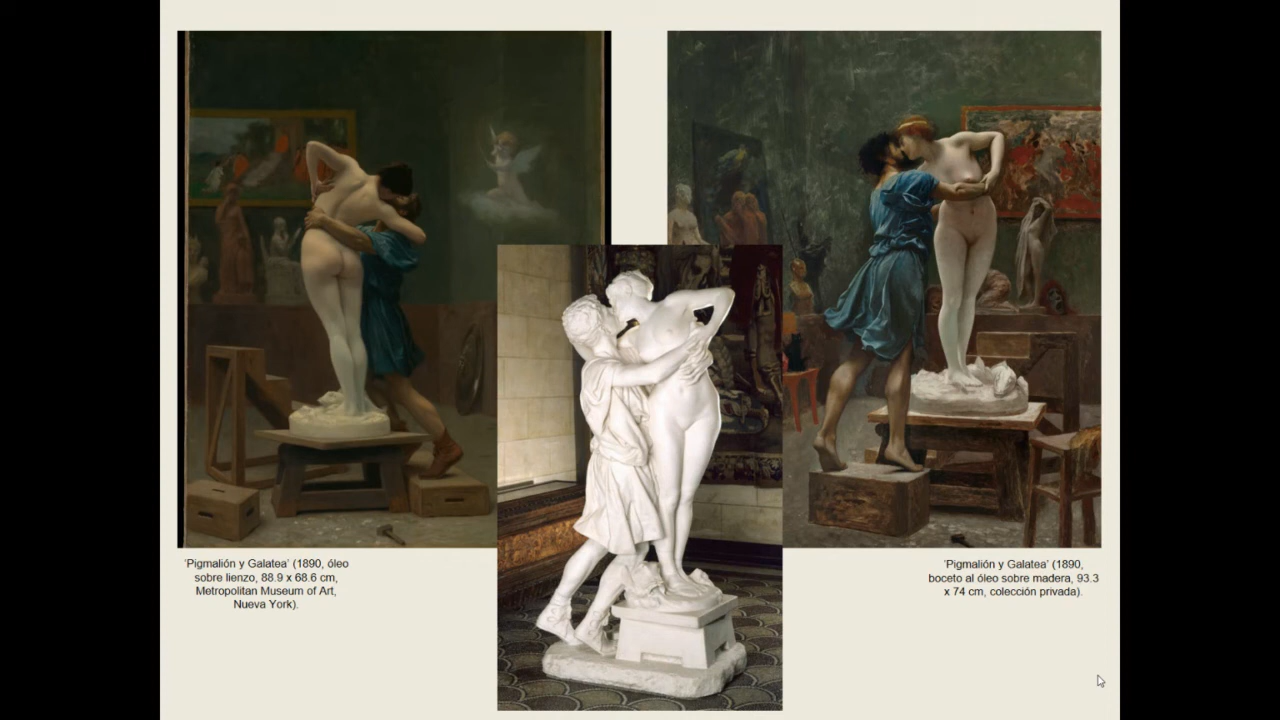 'Pigmalión y Galatea' (1890, óleo
sobre lienzo, 88.9 x 68.6 cm,
Metropolitan Museum of Art,
Nueva York).
'Pigmalión y Galatea' (1890,
boceto al óleo sobre madera, 93.3
x 74 cm, colección privada).